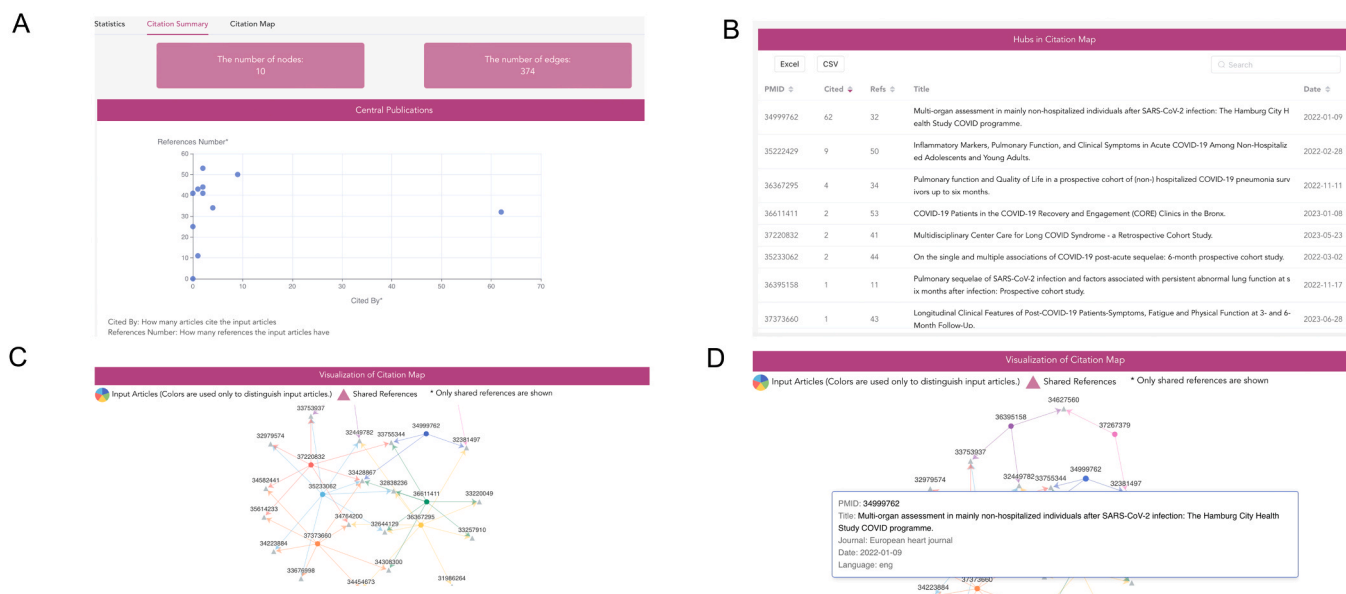 A
Statistics Citation Summary Citation Map
The number of nodes:
10
The number of edges:
374
Central Publications
References Number*
60
50
40
30
20
10
0
0 10 20 30 40 50 60 70
Cited By*
Cited By: How many articles cite the input articles
References Number: How many references the input articles have
B
Hubs in Citation Map
Excel CSV Search
PMID Cited Refs Title Date
34999762 62 32 Multi-organ assessment in mainly non-hospitalized individuals after SARS-CoV-2 infection: The Hamburg City H
ealth Study COVID programme. 2022-01-09
35222429 9 50 Inflammatory Markers, Pulmonary Function, and Clinical Symptoms in Acute COVID-19 Among Non-Hospitaliz
ed Adolescents and Young Adults. 2022-02-28
36367295 4 34 Pulmonary function and Quality of Life in a prospective cohort of (non-) hospitalized COVID-19 pneumonia surv
ivors up to six months. 2022-11-11
36611411 2 53 COVID-19 Patients in the COVID-19 Recovery and Engagement (CORE) Clinics in the Bronx. 2023-01-08
37220832 2 41 Multidisciplinary Center Care for Long COVID Syndrome - a Retrospective Cohort Study. 2023-05-23
35233062 2 44 On the single and multiple associations of COVID-19 post-acute sequelae: 6-month prospective cohort study. 2022-03-02
36395158 1 11 Pulmonary sequelae of SARS-CoV-2 infection and factors associated with persistent abnormal lung function at s
ix months after infection: Prospective cohort study. 2022-11-17
37373660 1 43 Longitudinal Clinical Features of Post-COVID-19 Patients-Symptoms, Fatigue and Physical Function at 3- and 6-
Month Follow-Up. 2023-06-28
C
Visualization of Citation Map
Input Articles (Colors are used only to distinguish input articles.) Shared References * Only shared references are shown
33753937
32979574
32449782
33755344
34999762
32381497
37220832
33428867
34582441
35233062
32838236
36611411
33220049
35614233
34764200
32644129
36367295
33257910
34223884
37373660
34308300
33676998
34454673
31986264
D
Visualization of Citation Map
Input Articles (Colors are used only to distinguish input articles.) Shared References * Only shared references are shown
34627560
36395158
37267379
33753937
32979574
32449782
33755344
34999762
32381497
PMID: 34999762
Title: Multi-organ assessment in mainly non-hospitalized individuals after SARS-CoV-2 infection: The Hamburg City Health
Study COVID programme.
Journal: European heart journal
Date: 2022-01-09
Language: eng
34223884
37373660